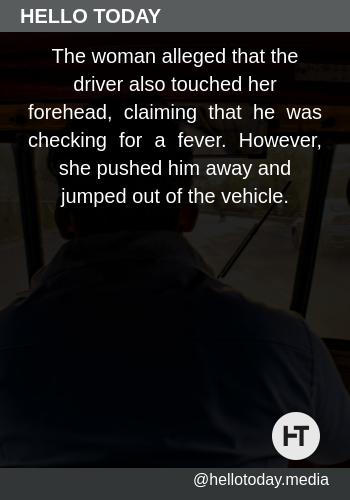 HELLO TODAY
The woman alleged that the
driver also touched her
forehead, claiming that he was
checking for a fever. However,
she pushed him away and
jumped out of the vehicle.
HT
@hellotoday.media